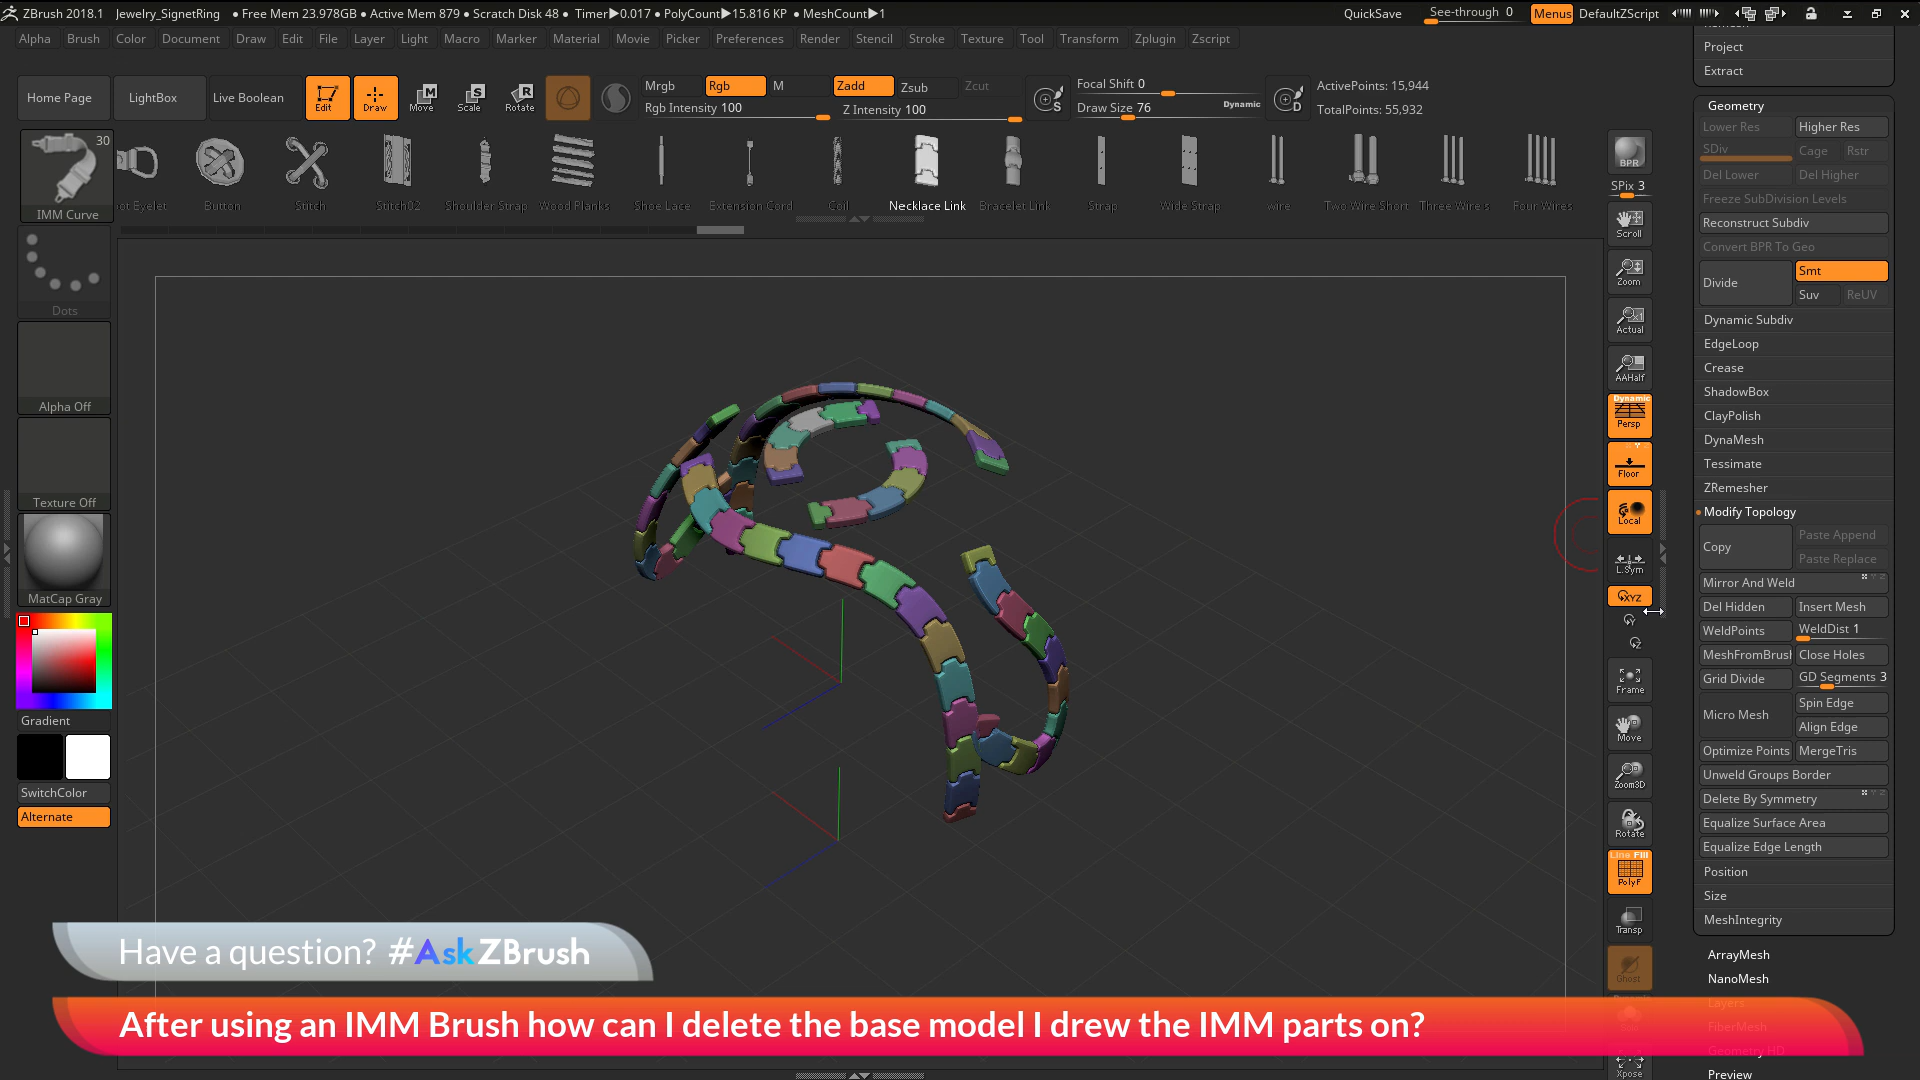 ZBrush 2018.1 Jewelry_SignetRing • Free Mem 23.978GB • Active Mem 879 • Scratch Disk 48 • Timer▶0.017 • PolyCount▶15.816 KP • MeshCount▶1 QuickSave See-through 0 Menus DefaultZScript
Alpha Brush Color Document Draw Edit File Layer Light Macro Marker Material Movie Picker Preferences Render Stencil Stroke Texture Tool Transform Zplugin Zscript
Home Page LightBox Live Boolean Edit Draw Move Scale Rotate
Mrgb Rgb M Zadd Zsub Zcut
Rgb Intensity 100 Z Intensity 100
Focal Shift 0
Draw Size 76 Dynamic
ActivePoints: 15,944
TotalPoints: 55,932
30
IMM Curve
ot Eyelet Button Stitch Stitch02 Shoulder Strap Wood Planks Shoe Lace Extension Cord Coil Necklace Link Bracelet Link Strap Wide Strap wire Two Wire Short Three Wire s Four Wires
Dots
Alpha Off
Texture Off
MatCap Gray
Gradient
SwitchColor
Alternate
BPR
SPix 3
Scroll
Zoom
Actual
AAHalf
Dynamic
Persp
Floor
Local
L.Sym
XYZ
Frame
Move
Zoom3D
Rotate
Line Fill
PolyF
Transp
Ghost
Xpose
Project
Extract
Geometry
Lower Res Higher Res
SDiv Cage Rstr
Del Lower Del Higher
Freeze SubDivision Levels
Reconstruct Subdiv
Convert BPR To Geo
Divide Smt
Suv ReUV
Dynamic Subdiv
EdgeLoop
Crease
ShadowBox
ClayPolish
DynaMesh
Tessimate
ZRemesher
Modify Topology
Copy Paste Append
Paste Replace
Mirror And Weld
Del Hidden Insert Mesh
WeldPoints WeldDist 1
MeshFromBrush Close Holes
Grid Divide GD Segments 3
Micro Mesh Spin Edge
Align Edge
Optimize Points MergeTris
Unweld Groups Border
Delete By Symmetry
Equalize Surface Area
Equalize Edge Length
Position
Size
MeshIntegrity
ArrayMesh
NanoMesh
Layers
FiberMesh
Geometry HD
Preview
Have a question? #AskZBrush
After using an IMM Brush how can I delete the base model I drew the IMM parts on?